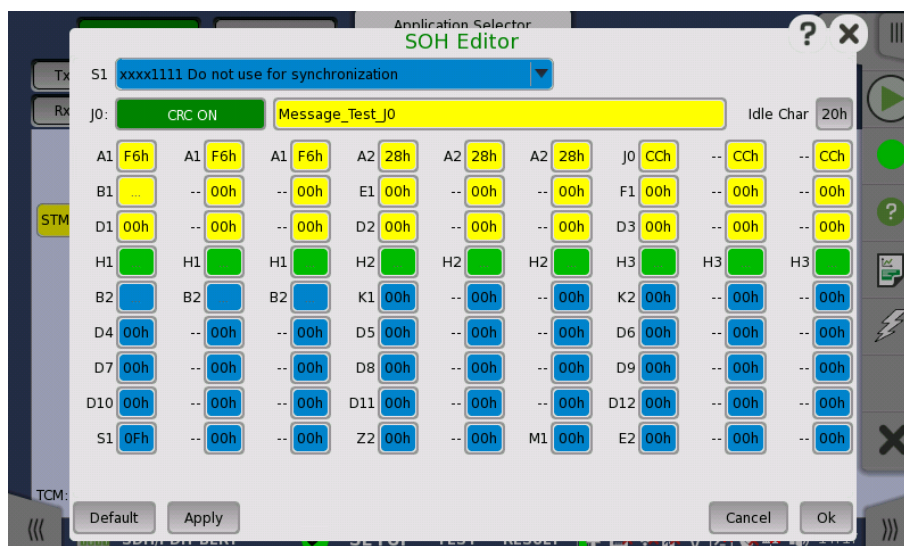 Application Selector
SOH Editor
? X
Tx S1 xxxx1111 Do not use for synchronization
Rx J0: CRC ON Message_Test_J0 Idle Char 20h
A1 F6h A1 F6h A1 F6h A2 28h A2 28h A2 28h J0 CCh -- CCh -- CCh
B1 ... -- 00h -- 00h E1 00h -- 00h -- 00h F1 00h -- 00h -- 00h
STM D1 00h -- 00h -- 00h D2 00h -- 00h -- 00h D3 00h -- 00h -- 00h
H1 H1 H1 H2 H2 H2 H3 H3 H3
B2 B2 B2 K1 00h -- 00h -- 00h K2 00h -- 00h -- 00h
D4 00h -- 00h -- 00h D5 00h -- 00h -- 00h D6 00h -- 00h -- 00h
D7 00h -- 00h -- 00h D8 00h -- 00h -- 00h D9 00h -- 00h -- 00h
D10 00h -- 00h -- 00h D11 00h -- 00h -- 00h D12 00h -- 00h -- 00h
S1 0Fh -- 00h -- 00h Z2 00h -- 00h M1 00h E2 00h -- 00h -- 00h
TCM:
Default Apply Cancel Ok
SDH/PDH BERT SETUP TEST RESULT